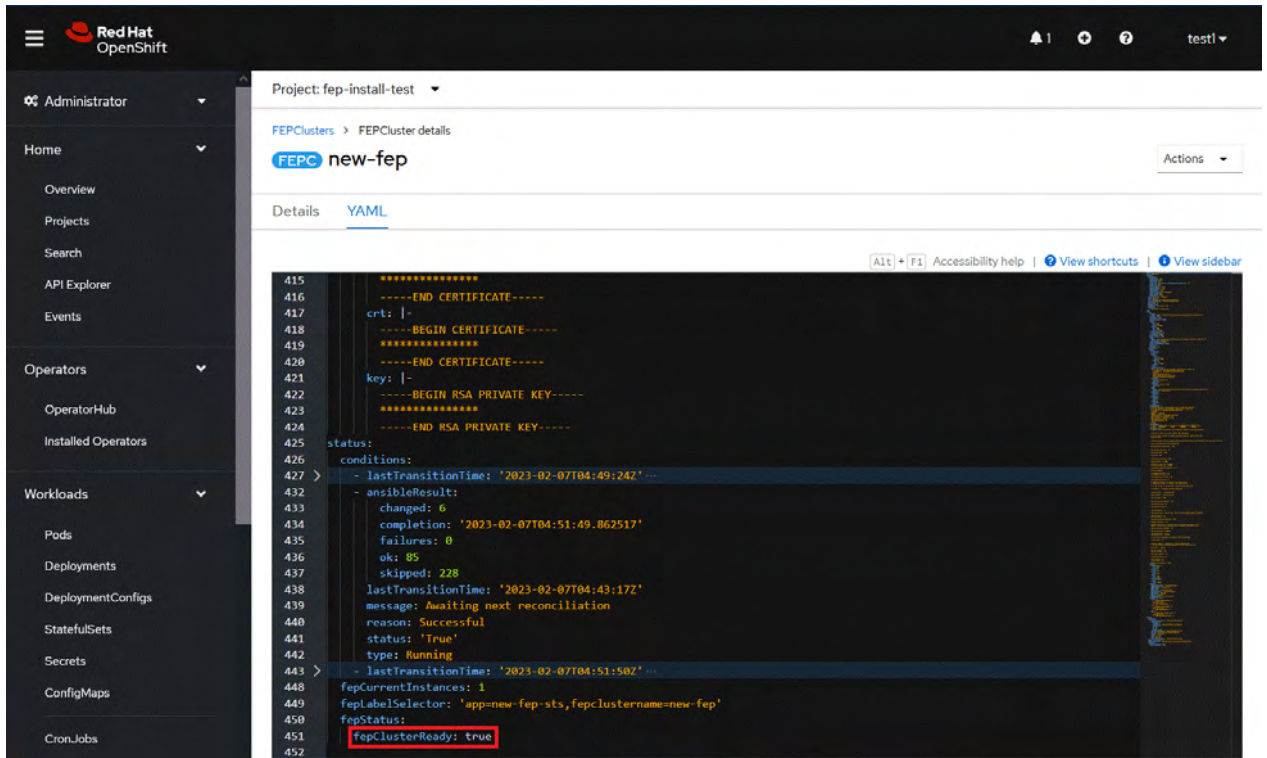 Red Hat
OpenShift
1
test1
Administrator
Project: fep-install-test
Home
FEPClusters > FEPCluster details
FEPC new-fep
Actions
Overview
Projects
Details YAML
Search
Alt + F1 Accessibility help | View shortcuts | View sidebar
API Explorer
Events
Operators
OperatorHub
Installed Operators
Workloads
Pods
Deployments
DeploymentConfigs
StatefulSets
Secrets
ConfigMaps
CronJobs
415 ***************
416 -----END CERTIFICATE-----
417 crt: |-
418 -----BEGIN CERTIFICATE-----
419 ***************
420 -----END CERTIFICATE-----
421 key: |-
422 -----BEGIN RSA PRIVATE KEY-----
423 ***************
424 -----END RSA PRIVATE KEY-----
425 status:
426 conditions:
427 > - lastTransitionTime: '2023-02-07T04:49:24Z' ...
432 - ansibleResult:
433 changed: 6
434 completion: '2023-02-07T04:51:49.862517'
435 failures: 0
436 ok: 85
437 skipped: 228
438 lastTransitionTime: '2023-02-07T04:43:17Z'
439 message: Awaiting next reconciliation
440 reason: Successful
441 status: 'True'
442 type: Running
443 > - lastTransitionTime: '2023-02-07T04:51:50Z' ...
448 fepCurrentInstances: 1
449 fepLabelSelector: 'app=new-fep-sts,fepclustername=new-fep'
450 fepStatus:
451 fepClusterReady: true
452